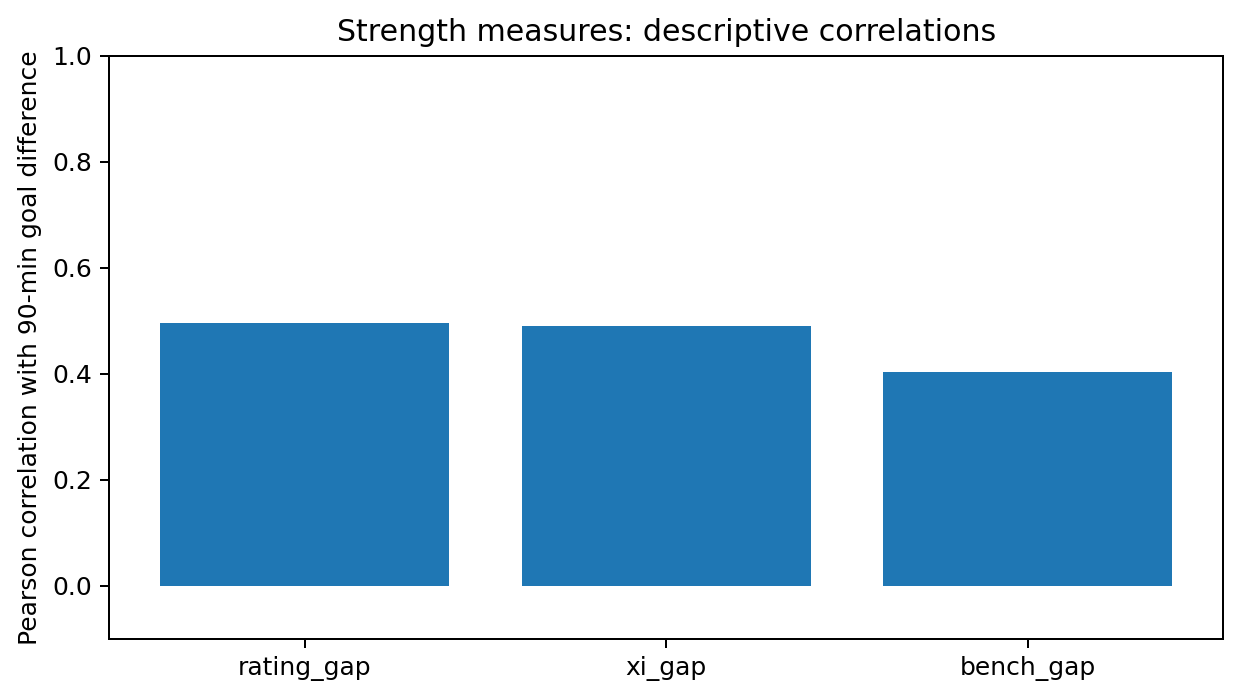 Strength measures: descriptive correlations
Pearson correlation with 90-min goal difference
1.0
0.8
0.6
0.4
0.2
0.0
rating_gap
xi_gap
bench_gap